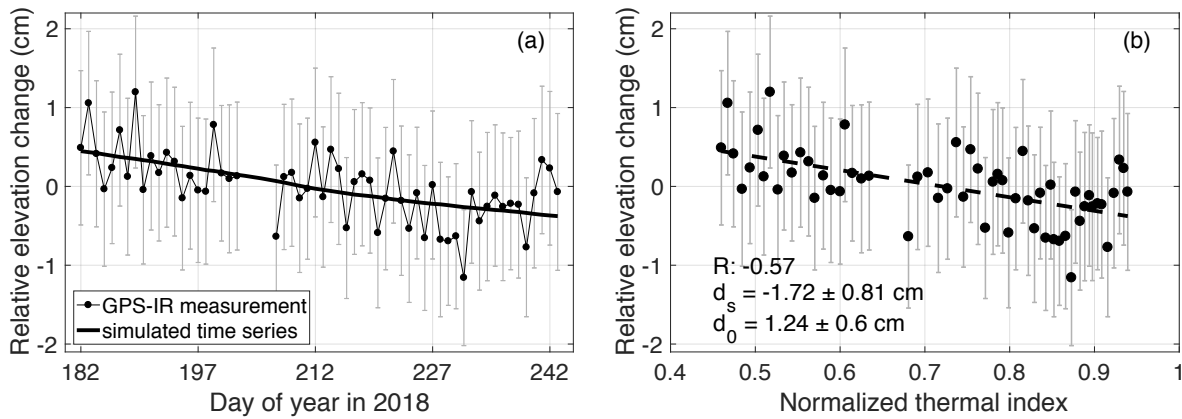 Relative elevation change (cm)
2
1
0
-1
-2
(a)
GPS-IR measurement
simulated time series
182
197
212
227
242
Day of year in 2018
Relative elevation change (cm)
2
1
0
-1
-2
(b)
R: -0.57
d_s = -1.72 ± 0.81 cm
d_0 = 1.24 ± 0.6 cm
0.4
0.5
0.6
0.7
0.8
0.9
1
Normalized thermal index